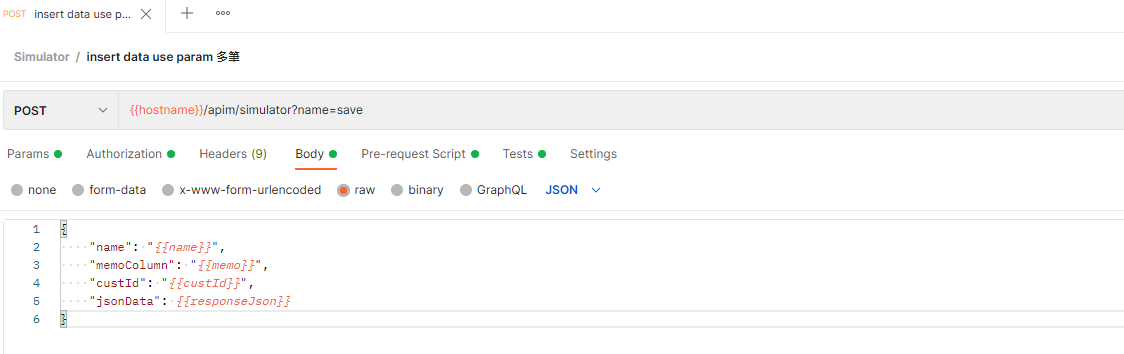 POST insert data use p...
Simulator / insert data use param 多筆
POST {{hostname}}/apim/simulator?name=save
Params Authorization Headers (9) Body Pre-request Script Tests Settings
none form-data x-www-form-urlencoded raw binary GraphQL JSON
1 {
2 "name": "{{name}}",
3 "memoColumn": "{{memo}}",
4 "custId": "{{custId}}",
5 "jsonData": {{responseJson}}
6 }